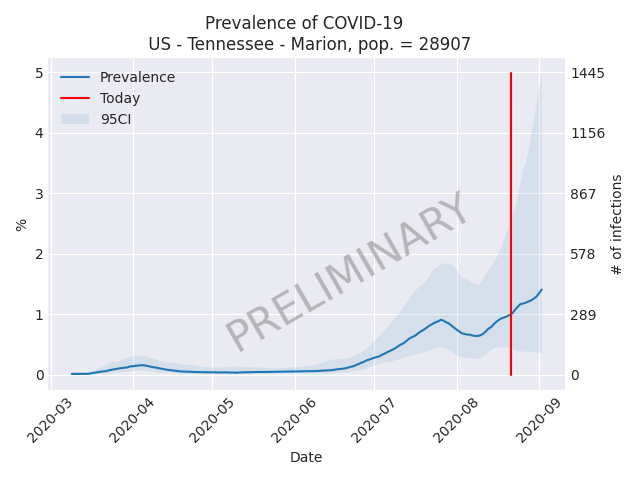 Prevalence of COVID-19
US - Tennessee - Marion, pop. = 28907
Prevalence
Today
95CI
5
4
3
2
1
0
%
1445
1156
867
578
289
0
# of infections
PRELIMINARY
2020-03
2020-04
2020-05
2020-06
2020-07
2020-08
2020-09
Date